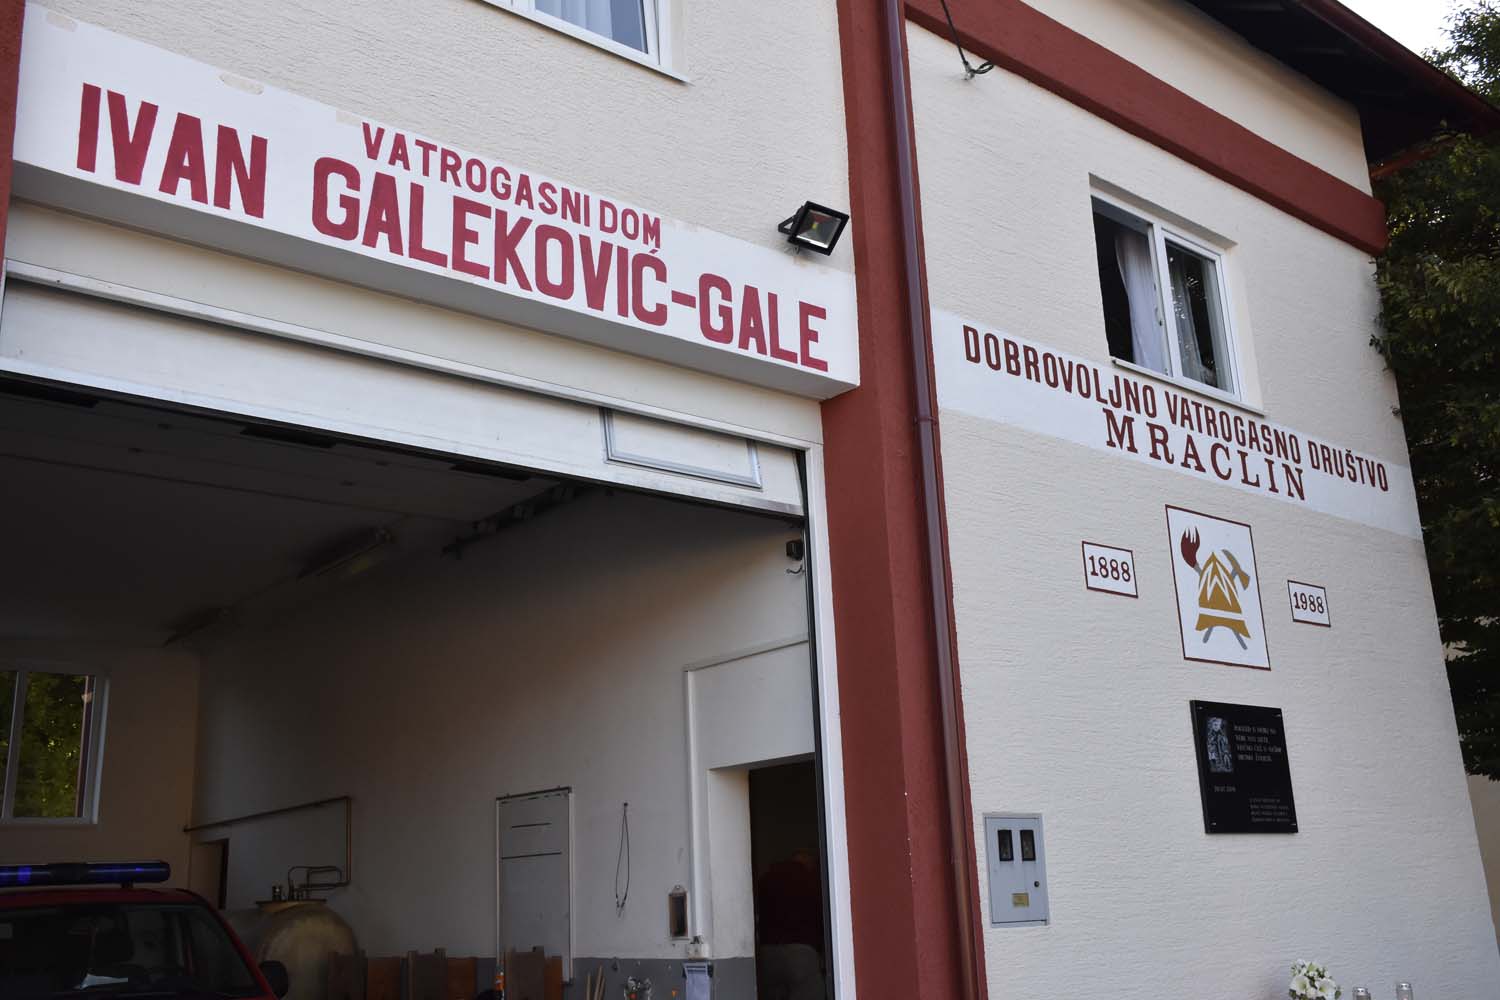 VATROGASNI DOM
IVAN GALEKOVIĆ-GALE
DOBROVOLJNO VATROGASNO DRUŠTVO
MRACLIN
1888
1988